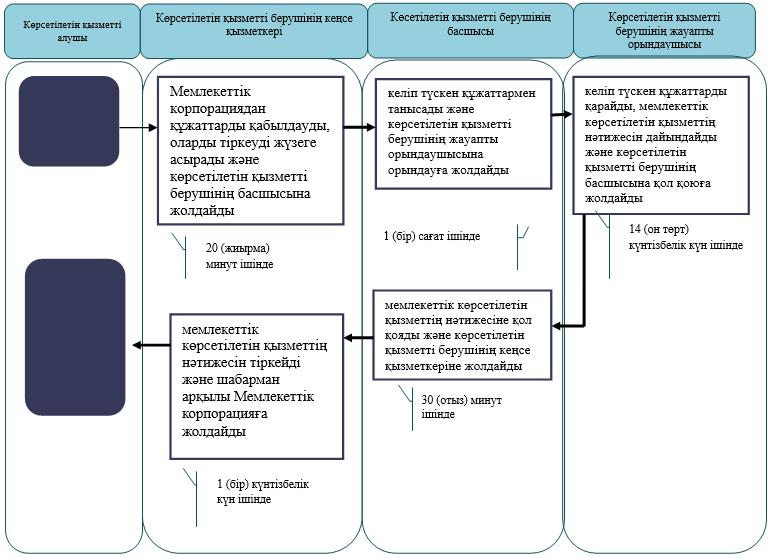 Көрсетілетін қызметті
алушы
Көрсетілетін қызметті берушінің кеңсе
қызметкері
Көсетілетін қызметті берушінің
басшысы
Көрсетілетін қызметті
берушінің жауапты
орындаушысы
Мемлекеттік
корпорациядан
құжаттарды қабылдауды,
оларды тіркеуді жүзеге
асырады және
көрсетілетін қызметті
берушінің басшысына
жолдайды
келіп түскен құжаттармен
танысады және
көрсетілетін қызметті
берушінің жауапты
орындаушысына
орындауға жолдайды
келіп түскен құжаттарды
қарайды, мемлекеттік
көрсетілетін қызметтің
нәтижесін дайындайды
және көрсетілетін
қызметті берушінің
басшысына қол қоюға
жолдайды
20 (жиырма)
минут ішінде
1 (бір) сағат ішінде
14 (он төрт)
күнтізбелік күн ішінде
мемлекеттік
көрсетілетін қызметтің
нәтижесін тіркейді
және шабарман
арқылы Мемлекеттік
корпорацияға
жолдайды
мемлекеттік көрсетілетін
қызметтің нәтижесіне қол
қояды және көрсетілетін
қызметті берушінің кеңсе
қызметкеріне жолдайды
30 (отыз) минут
ішінде
1 (бір) күнтізбелік
күн ішінде